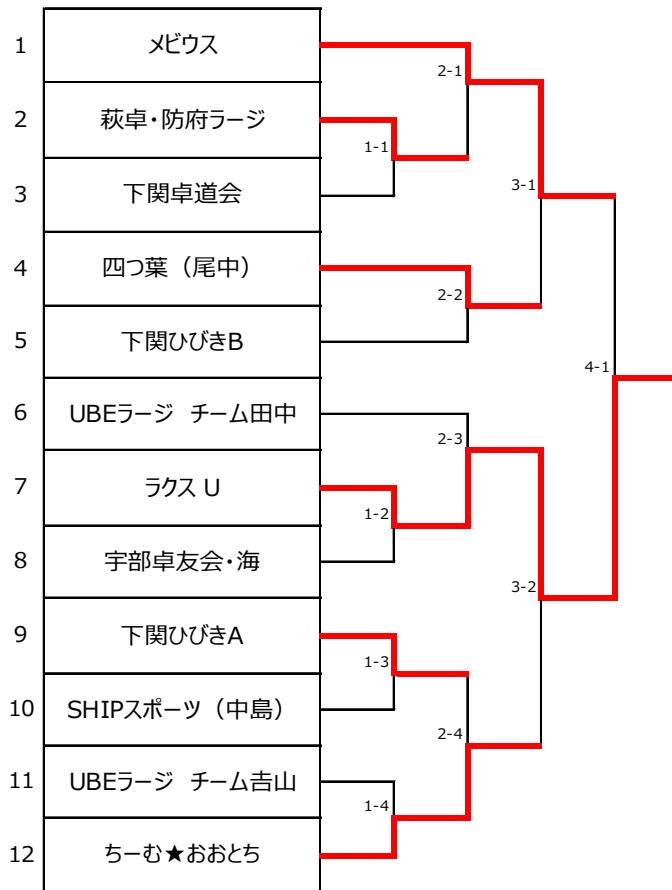 1 メビウス
2 萩卓・防府ラージ
3 下関卓道会
4 四つ葉（尾中）
5 下関ひびきB
6 UBEラージ　チーム田中
7 ラクス U
8 宇部卓友会・海
9 下関ひびきA
10 SHIPスポーツ（中島）
11 UBEラージ　チーム𠮷山
12 ちーむ★おおとち
1-1
1-2
1-3
1-4
2-1
2-2
2-3
2-4
3-1
3-2
4-1